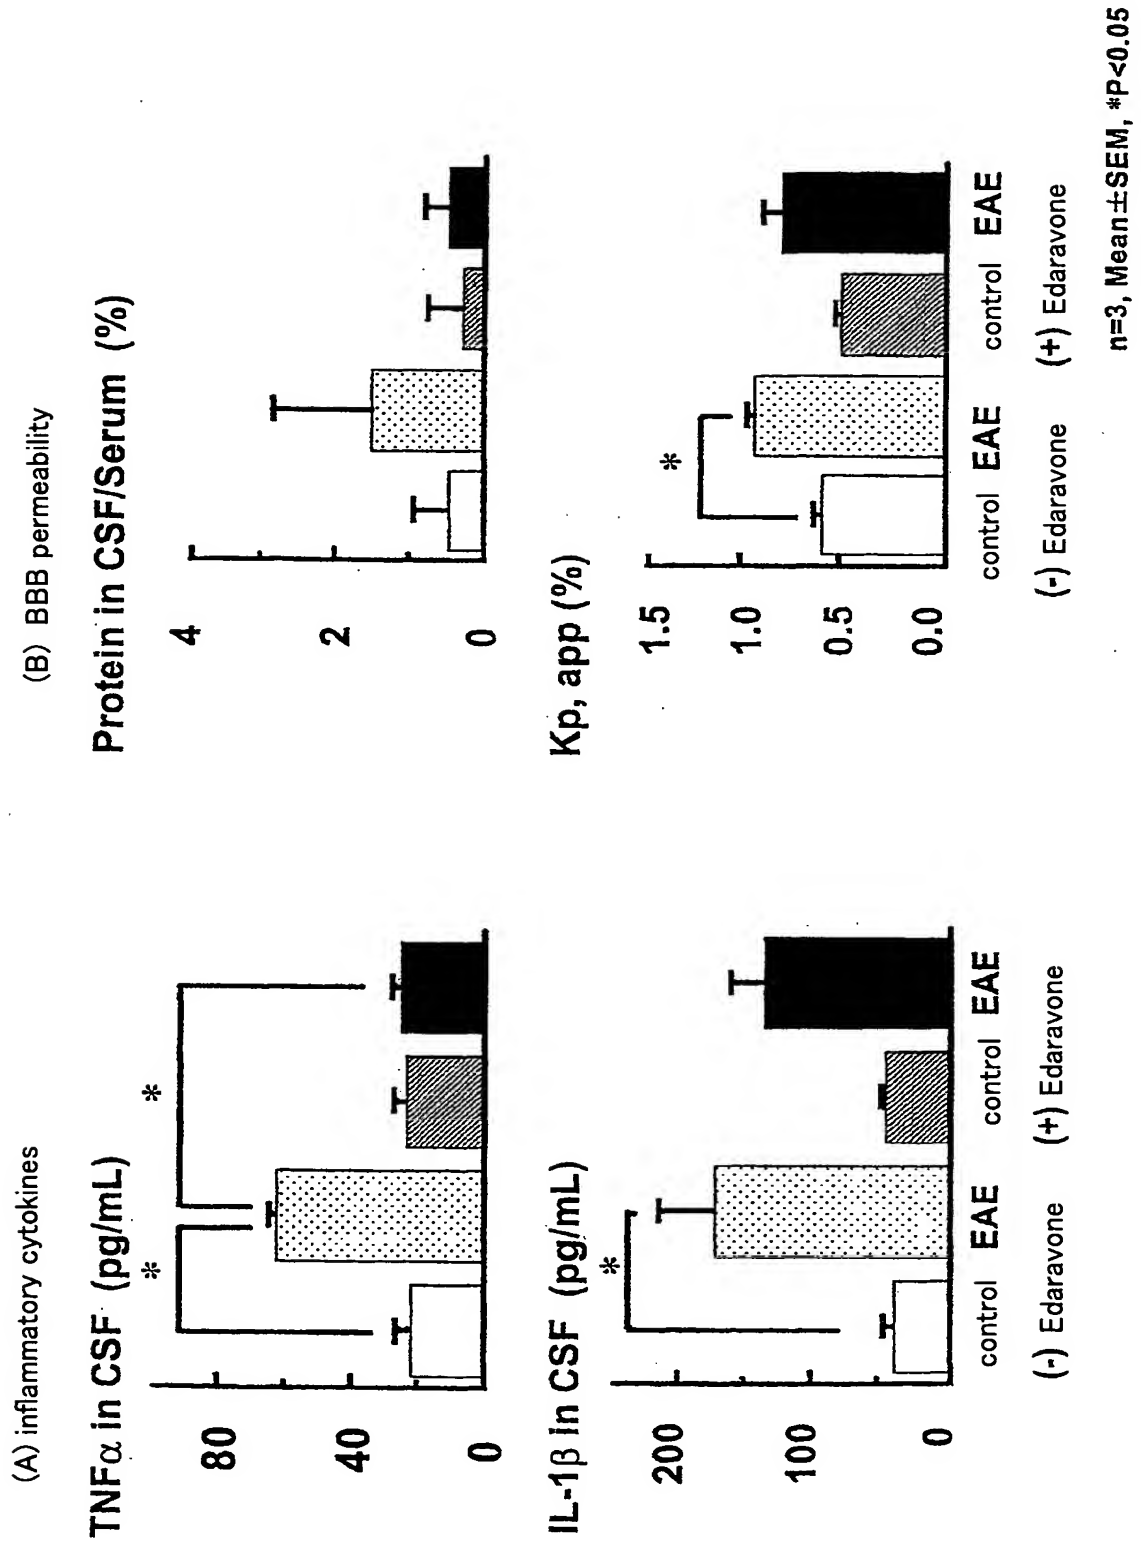 (A) inflammatory cytokines
TNFα in CSF (pg/mL)
80
40
0
*
*
IL-1β in CSF (pg/mL)
200
100
0
*
control EAE control EAE
(-) Edaravone (+) Edaravone
(B) BBB permeability
Protein in CSF/Serum (%)
4
2
0
Kp, app (%)
1.5
1.0
0.5
0.0
*
control EAE control EAE
(-) Edaravone (+) Edaravone
n=3, Mean±SEM, *P<0.05